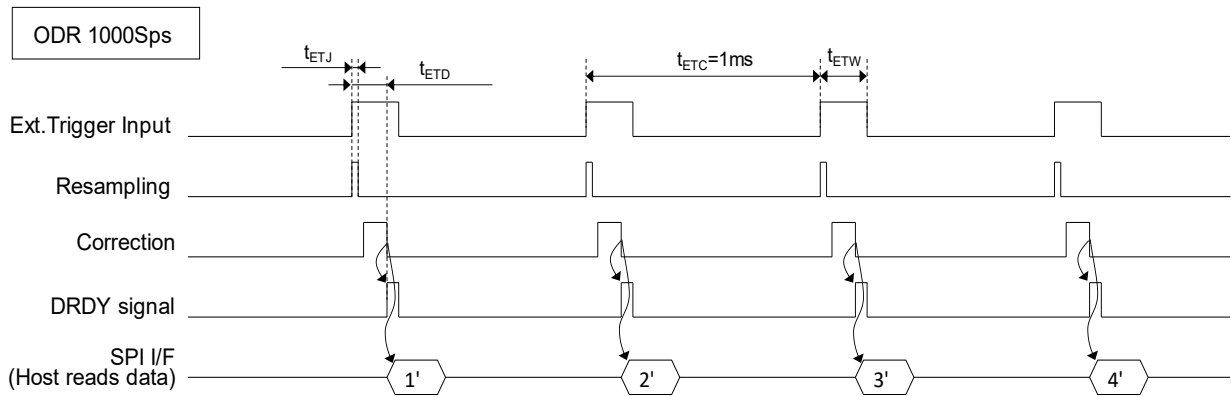 ODR 1000Sps
tETJ
tETD
tETC=1ms
tETW
Ext.Trigger Input
Resampling
Correction
DRDY signal
SPI I/F
(Host reads data)
1'
2'
3'
4'